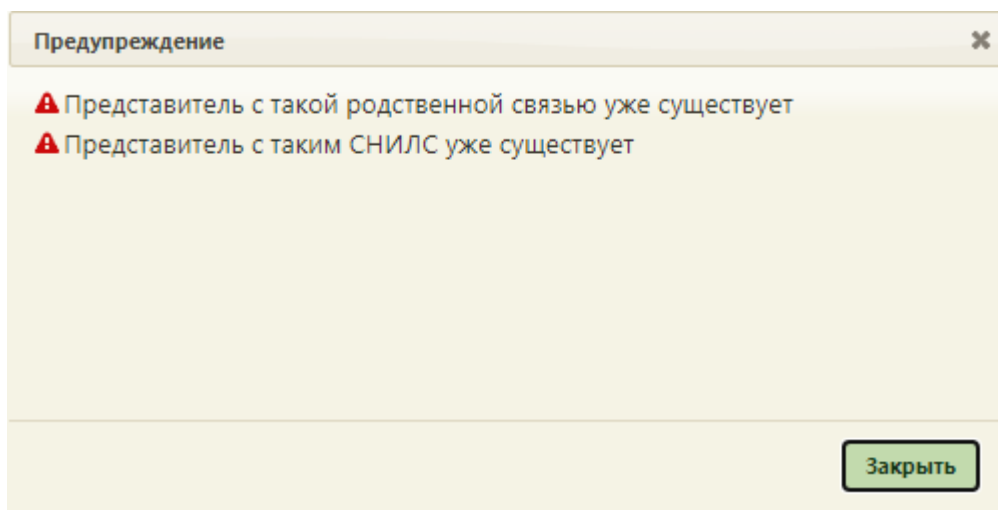 Предупреждение
Представитель с такой родственной связью уже существует
Представитель с таким СНИЛС уже существует
Закрыть